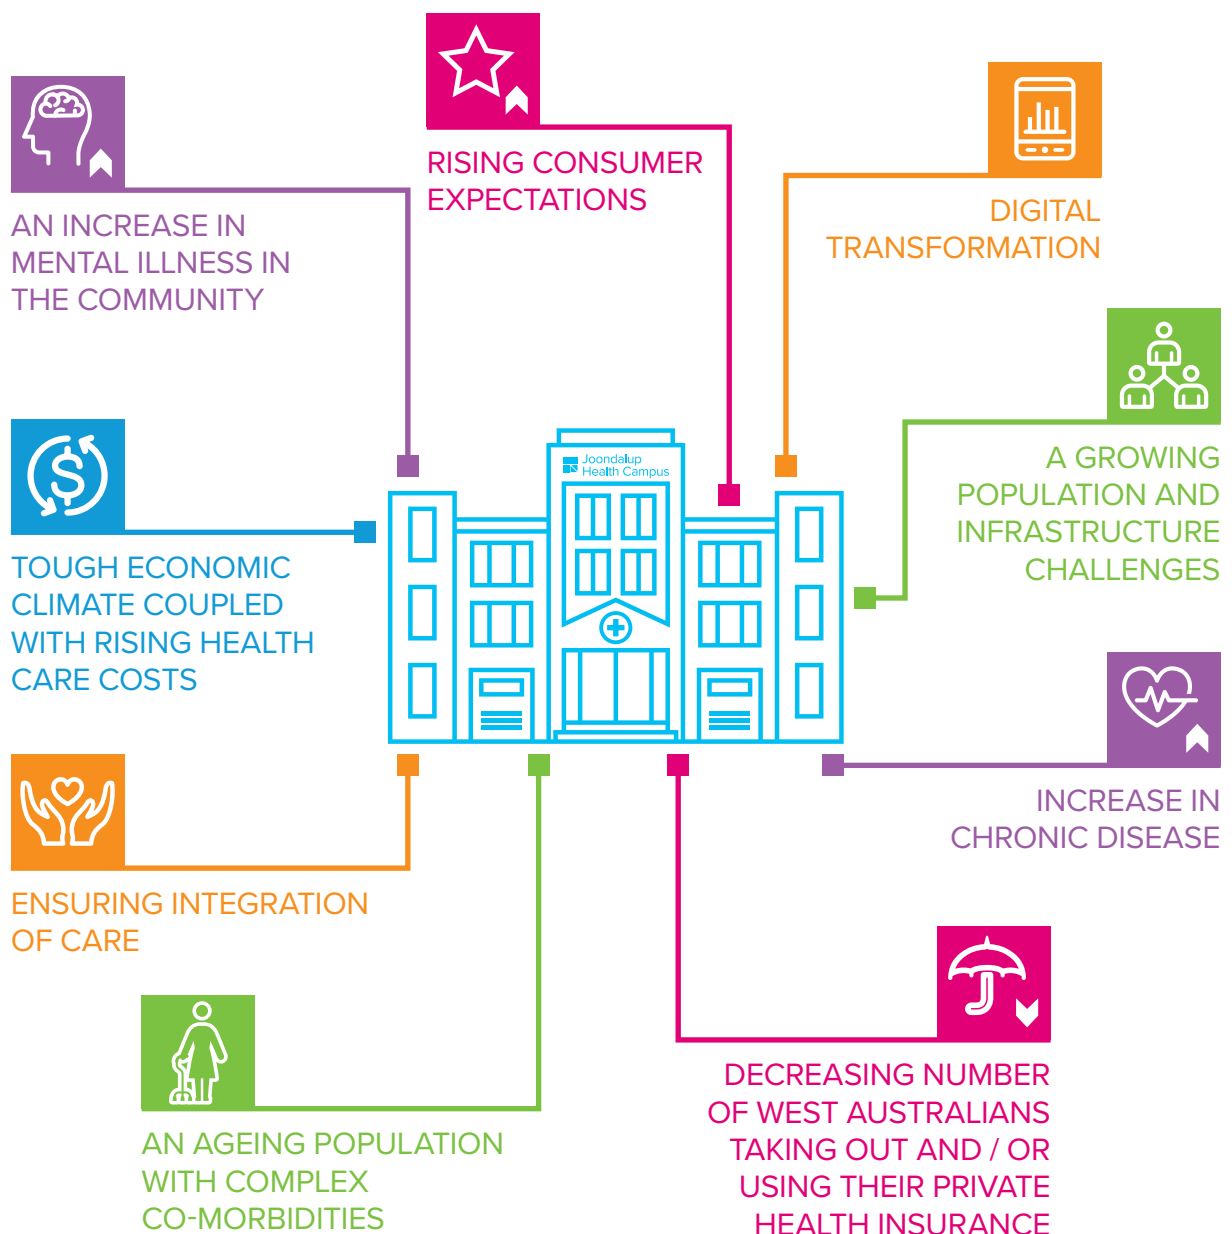 RISING CONSUMER
EXPECTATIONS
AN INCREASE IN
MENTAL ILLNESS IN
THE COMMUNITY
DIGITAL
TRANSFORMATION
Joondalup
Health Campus
A GROWING
POPULATION AND
INFRASTRUCTURE
CHALLENGES
TOUGH ECONOMIC
CLIMATE COUPLED
WITH RISING HEALTH
CARE COSTS
INCREASE IN
CHRONIC DISEASE
ENSURING INTEGRATION
OF CARE
AN AGEING POPULATION
WITH COMPLEX
CO-MORBIDITIES
DECREASING NUMBER
OF WEST AUSTRALIANS
TAKING OUT AND / OR
USING THEIR PRIVATE
HEALTH INSURANCE